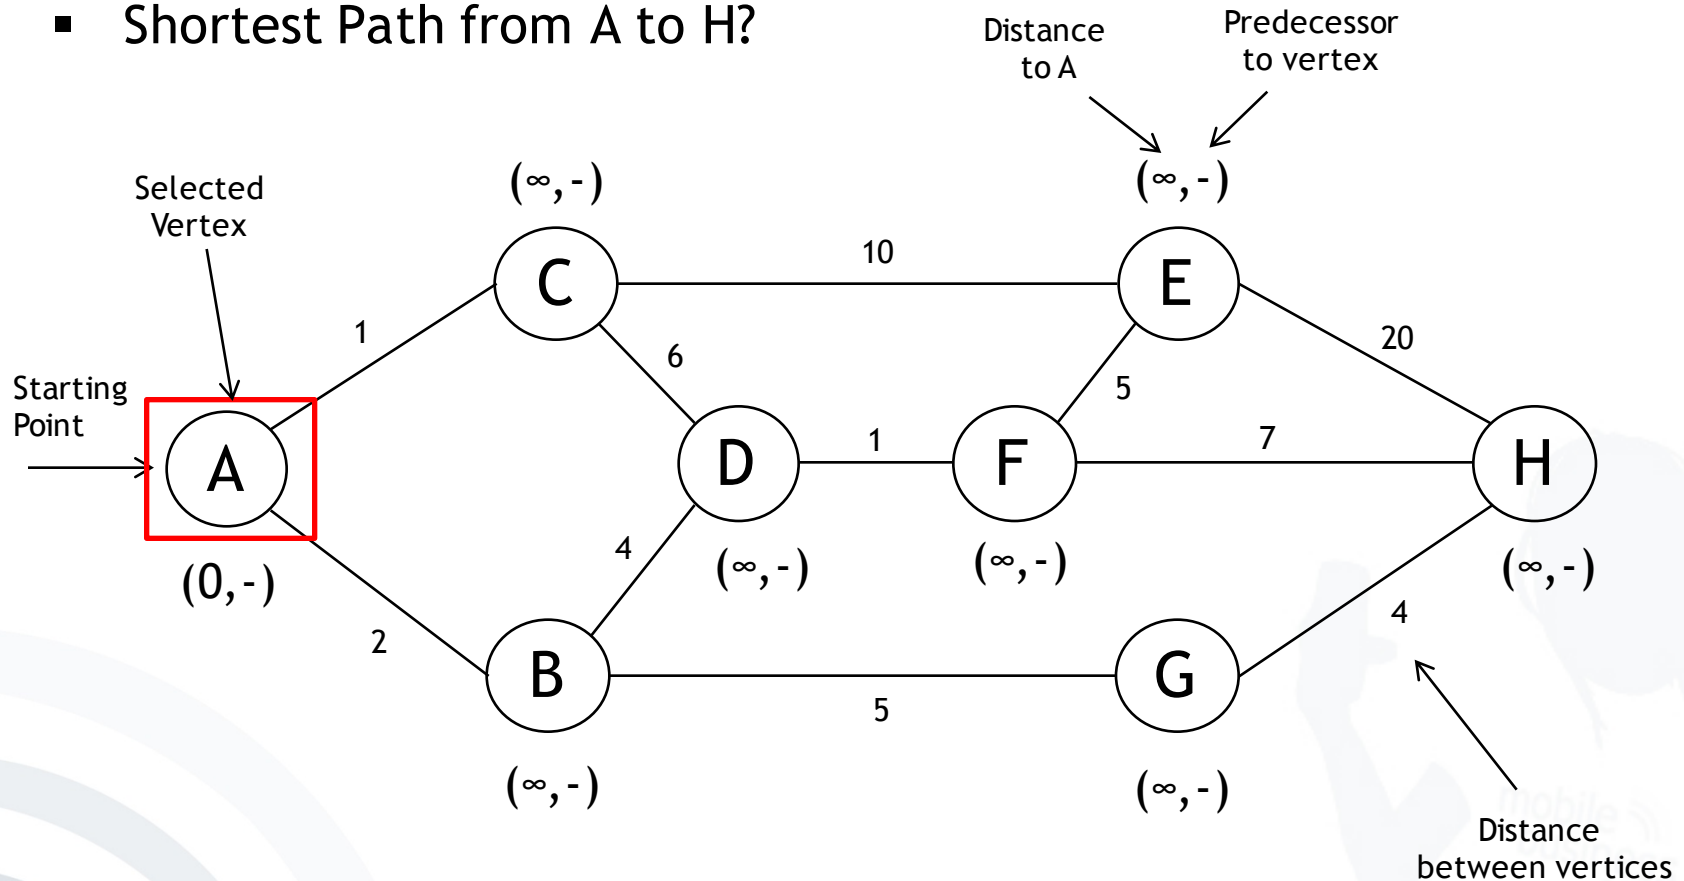 ▪ Shortest Path from A to H?
Distance
to A
Predecessor
to vertex
Selected
Vertex
(∞,-)
(∞,-)
C
10
E
1
6
20
5
Starting
Point
A
D
1
F
7
H
(0,-)
4
(∞,-)
(∞,-)
(∞,-)
2
4
B
5
G
(∞,-)
(∞,-)
mobile
Distance
between vertices